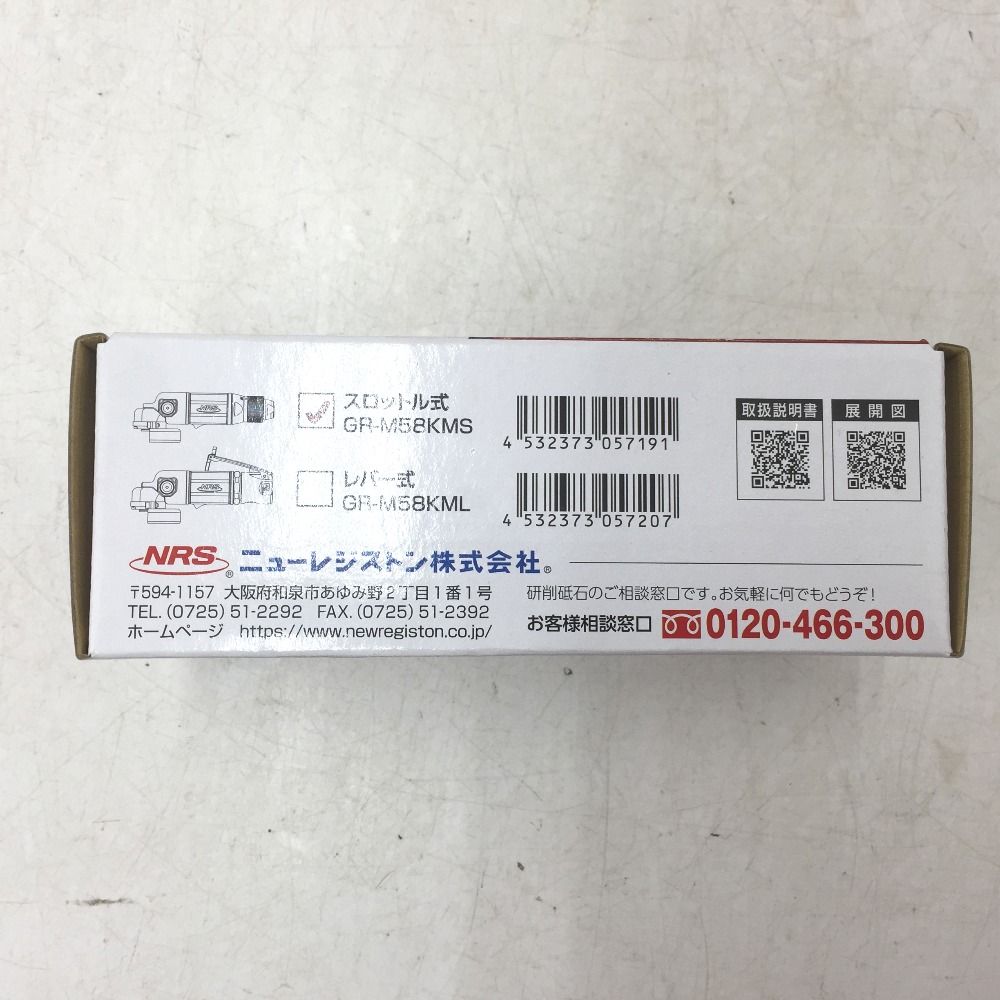 NRS
スロットル式
GR-M58KMS
4 532373 057191
取扱説明書
展開図
NRS
レバー式
GR-M58KML
4 532373 057207
NRS® ニューレジストン株式会社®
〒594-1157 大阪府和泉市あゆみ野2丁目1番1号
TEL.(0725)51-2292 FAX.(0725)51-2392
ホームページ https://www.newregiston.co.jp/
研削砥石のご相談窓口です。お気軽に何でもどうぞ!
お客様相談窓口 0120-466-300